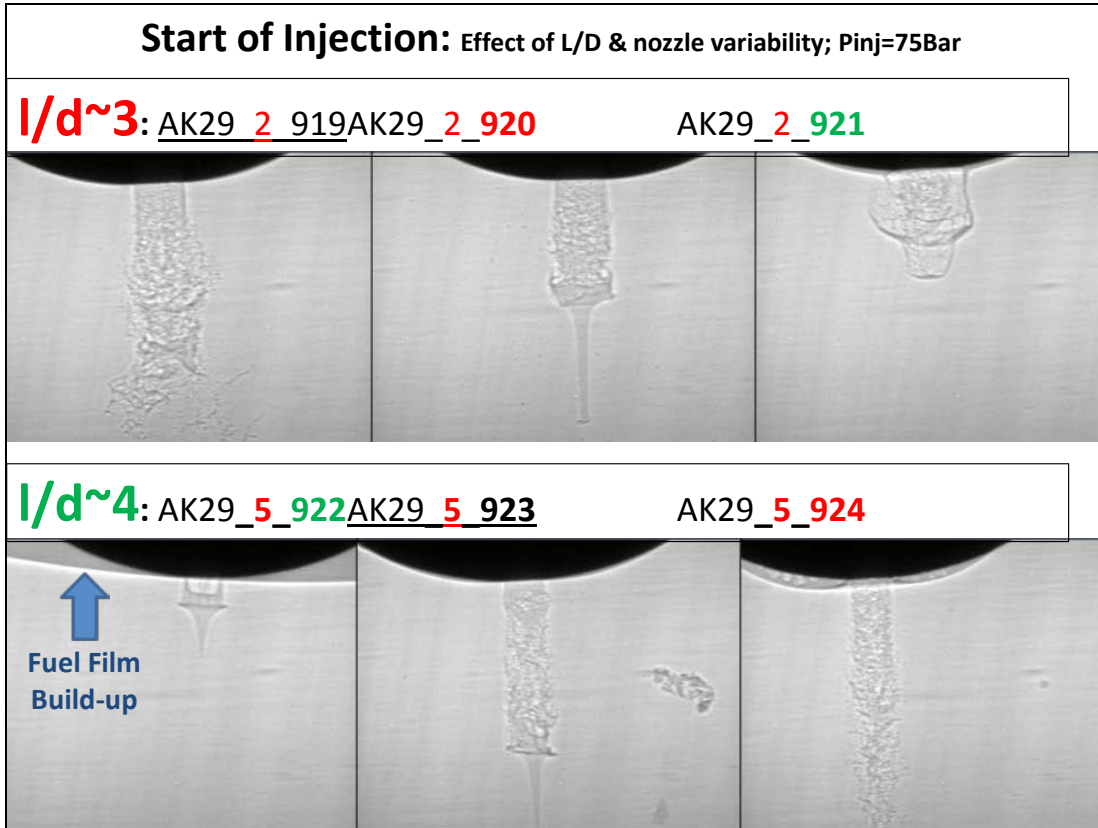 Start of Injection: Effect of L/D & nozzle variability; Pinj=75Bar
l/d~3: AK29_2_919AK29_2_920 AK29_2_921
l/d~4: AK29_5_922AK29_5_923 AK29_5_924
Fuel Film
Build-up